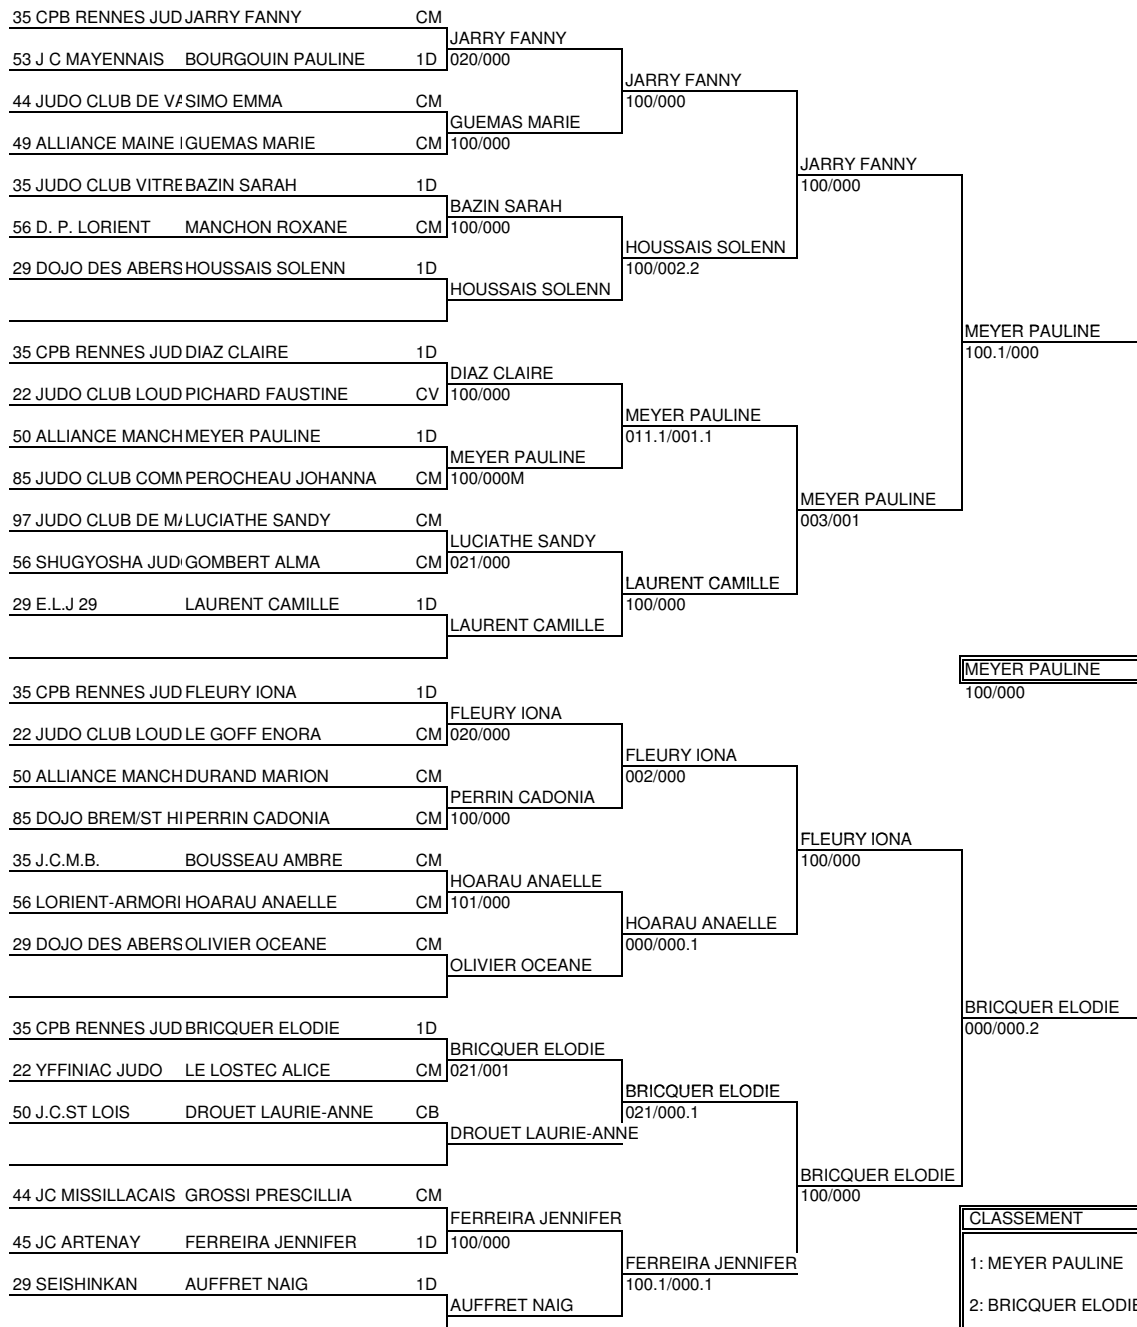 35 CPB RENNES JUD JARRY FANNY CM
JARRY FANNY
53 J C MAYENNAIS BOURGOUIN PAULINE 1D 020/000
JARRY FANNY
44 JUDO CLUB DE VA SIMO EMMA CM 100/000
GUEMAS MARIE
49 ALLIANCE MAINE GUEMAS MARIE CM 100/000
JARRY FANNY
35 JUDO CLUB VITRE BAZIN SARAH 1D 100/000
BAZIN SARAH
56 D. P. LORIENT MANCHON ROXANE CM 100/000
HOUSSAIS SOLENN
29 DOJO DES ABERS HOUSSAIS SOLENN 1D 100/002.2
HOUSSAIS SOLENN
MEYER PAULINE
35 CPB RENNES JUD DIAZ CLAIRE 1D 100.1/000
DIAZ CLAIRE
22 JUDO CLUB LOUD PICHARD FAUSTINE CV 100/000
MEYER PAULINE
50 ALLIANCE MANCH MEYER PAULINE 1D 011.1/001.1
MEYER PAULINE
85 JUDO CLUB COMM PEROCHEAU JOHANNA CM 100/000M
MEYER PAULINE
97 JUDO CLUB DE MA LUCIATHE SANDY CM 003/001
LUCIATHE SANDY
56 SHUGYOSHA JUD GOMBERT ALMA CM 021/000
LAURENT CAMILLE
29 E.L.J 29 LAURENT CAMILLE 1D 100/000
LAURENT CAMILLE
MEYER PAULINE
35 CPB RENNES JUD FLEURY IONA 1D 100/000
FLEURY IONA
22 JUDO CLUB LOUD LE GOFF ENORA CM 020/000
FLEURY IONA
50 ALLIANCE MANCH DURAND MARION CM 002/000
PERRIN CADONIA
85 DOJO BREM/ST HI PERRIN CADONIA CM 100/000
FLEURY IONA
35 J.C.M.B. BOUSSEAU AMBRE CM 100/000
HOARAU ANAELLE
56 LORIENT-ARMORI HOARAU ANAELLE CM 101/000
HOARAU ANAELLE
29 DOJO DES ABERS OLIVIER OCEANE CM 000/000.1
OLIVIER OCEANE
BRICQUER ELODIE
35 CPB RENNES JUD BRICQUER ELODIE 1D 000/000.2
BRICQUER ELODIE
22 YFFINIAC JUDO LE LOSTEC ALICE CM 021/001
BRICQUER ELODIE
50 J.C.ST LOIS DROUET LAURIE-ANNE CB 021/000.1
DROUET LAURIE-ANNE
BRICQUER ELODIE
44 JC MISSILLACAIS GROSSI PRESCILLIA CM 100/000
FERREIRA JENNIFER CLASSEMENT
45 JC ARTENAY FERREIRA JENNIFER 1D 100/000
FERREIRA JENNIFER 1: MEYER PAULINE
29 SEISHINKAN AUFFRET NAIG 1D 100.1/000.1
AUFFRET NAIG 2: BRICQUER ELODIE